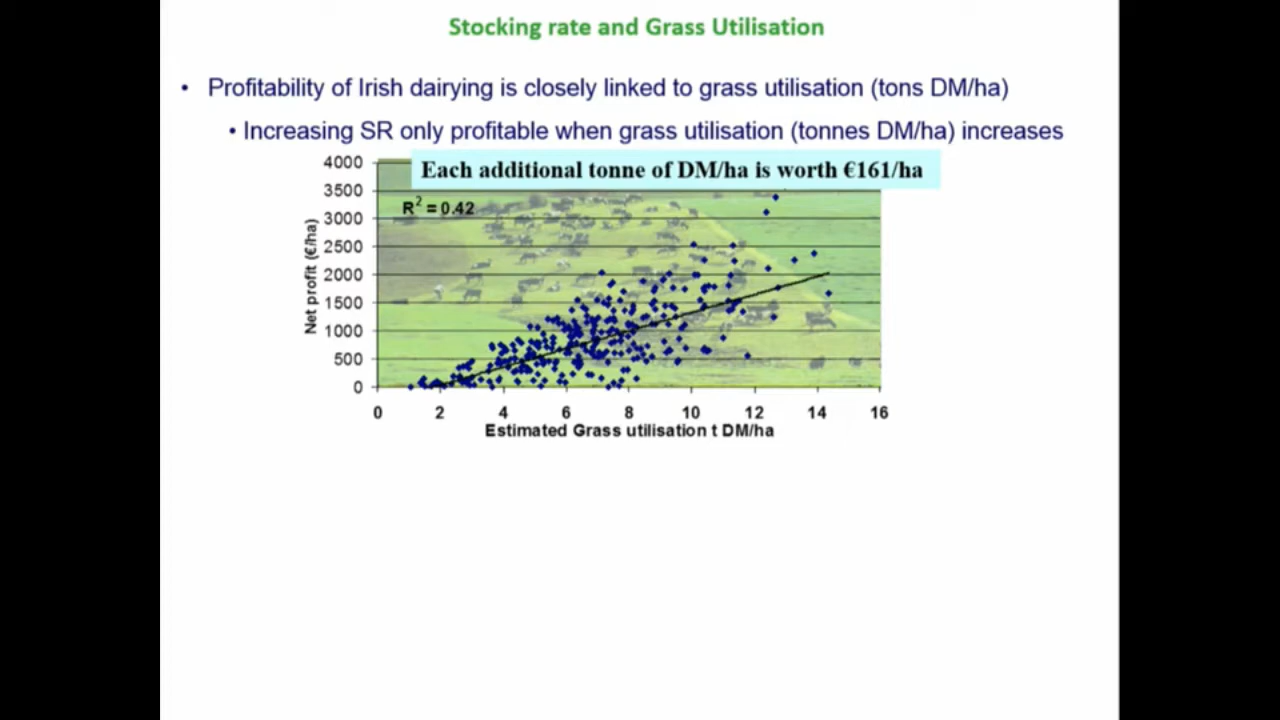 Stocking rate and Grass Utilisation
• Profitability of Irish dairying is closely linked to grass utilisation (tons DM/ha)
• Increasing SR only profitable when grass utilisation (tonnes DM/ha) increases
Each additional tonne of DM/ha is worth €161/ha
R² = 0.42
Net profit (€/ha)
4000
3500
3000
2500
2000
1500
1000
500
0
0 2 4 6 8 10 12 14 16
Estimated Grass utilisation t DM/ha